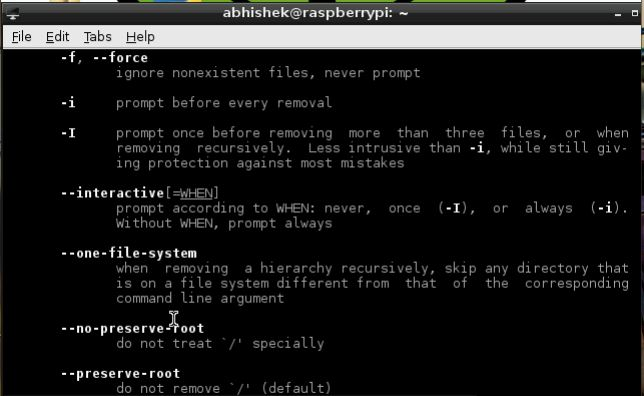 abhishek@raspberrypi: ~
File Edit Tabs Help
-f, --force
ignore nonexistent files, never prompt
-i prompt before every removal
-I prompt once before removing more than three files, or when
removing recursively. Less intrusive than -i, while still giv-
ing protection against most mistakes
--interactive[=WHEN]
prompt according to WHEN: never, once (-I), or always (-i).
Without WHEN, prompt always
--one-file-system
when removing a hierarchy recursively, skip any directory that
is on a file system different from that of the corresponding
command line argument
--no-preserve-root
do not treat `/' specially
--preserve-root
do not remove `/' (default)